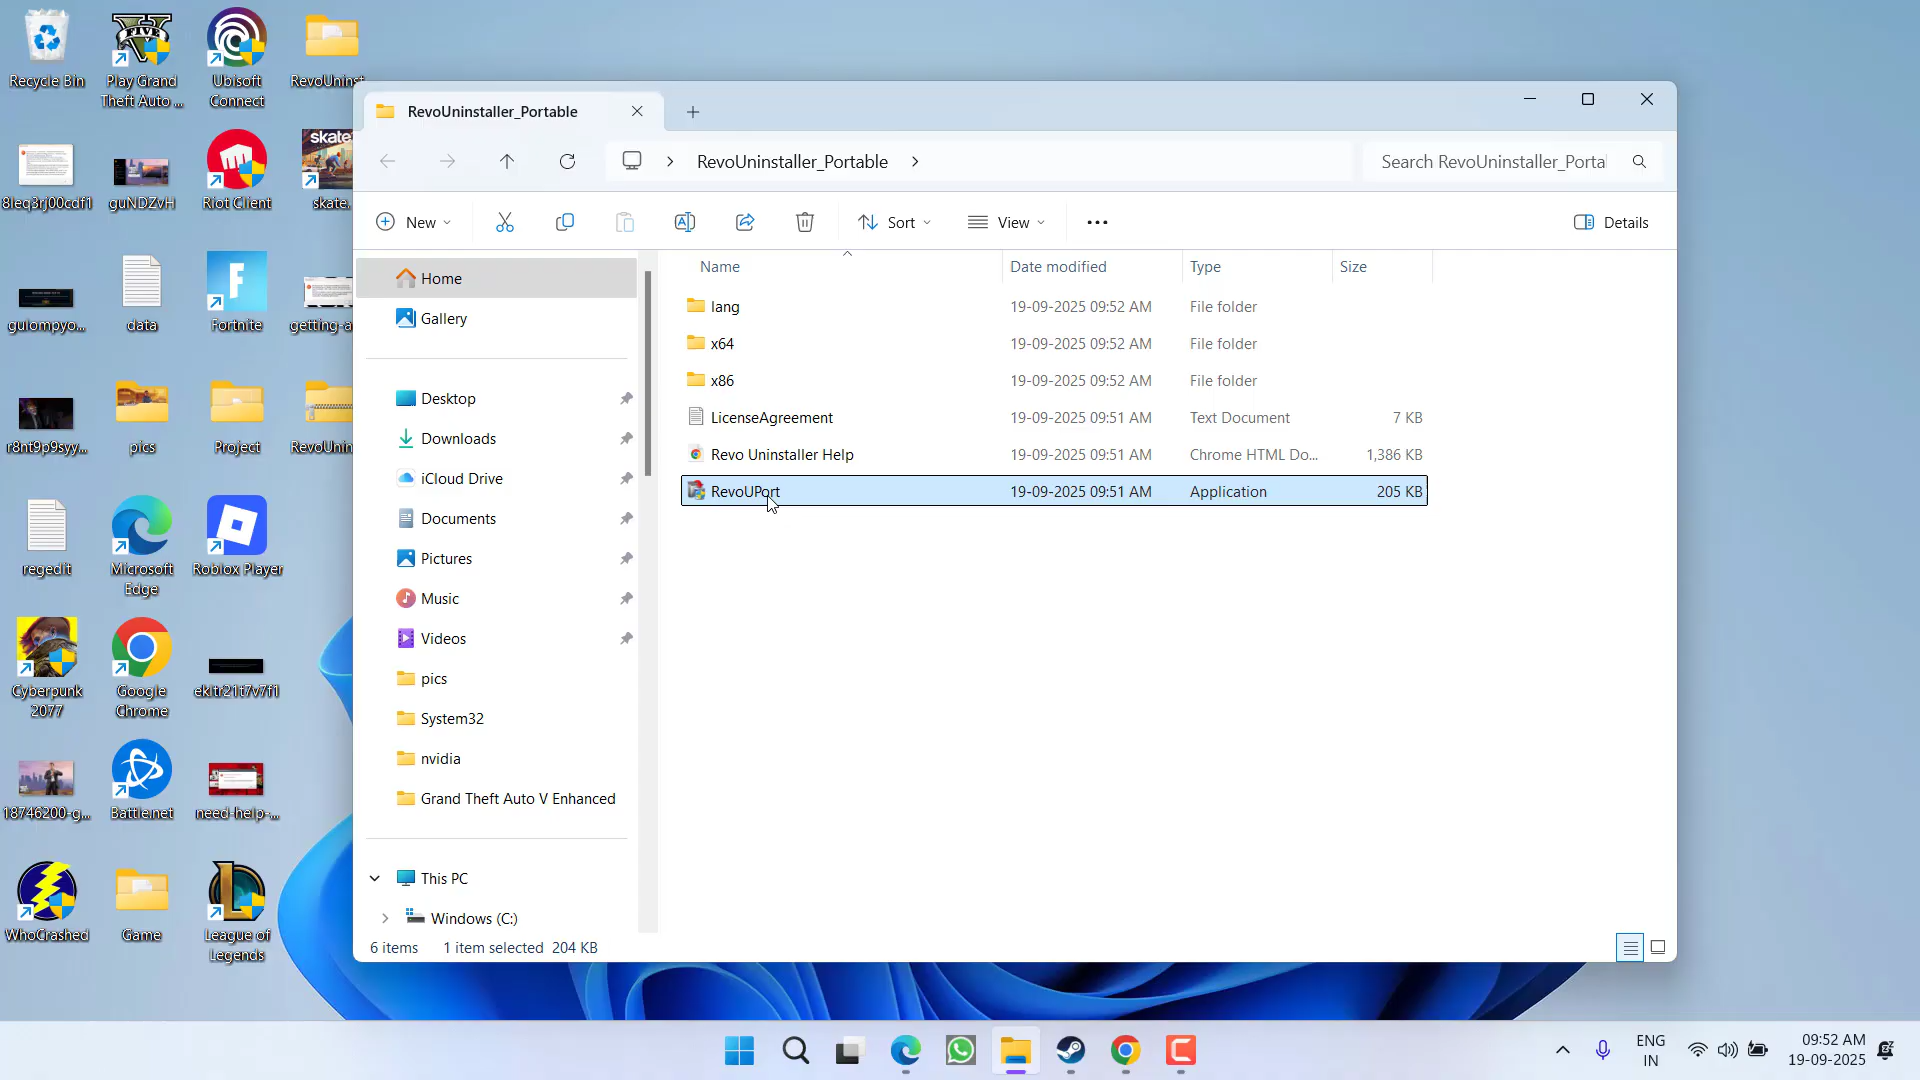 Recycle Bin
Play Grand
Theft Auto ...
Ubisoft
Connect
RevoUninst
8leq3rj00cdf1
guNDZvH
Riot Client
skate.
gulompyo...
data
Fortnite
getting-a
r8nt9p9syy...
pics
Project
RevoUnin
regedit
Microsoft
Edge
Roblox Player
Cyberpunk
2077
Google
Chrome
ekltr21t7v7f1
18746200-g...
Battle.net
need-help-...
WhoCrashed
Game
League of
Legends
RevoUninstaller_Portable
RevoUninstaller_Portable
Search RevoUninstaller_Porta
New
Sort
View
Details
Home
Gallery
Desktop
Downloads
iCloud Drive
Documents
Pictures
Music
Videos
pics
System32
nvidia
Grand Theft Auto V Enhanced
This PC
Windows (C:)
Name Date modified Type Size
lang 19-09-2025 09:52 AM File folder
x64 19-09-2025 09:52 AM File folder
x86 19-09-2025 09:52 AM File folder
LicenseAgreement 19-09-2025 09:51 AM Text Document 7 KB
Revo Uninstaller Help 19-09-2025 09:51 AM Chrome HTML Do... 1,386 KB
RevoUPort 19-09-2025 09:51 AM Application 205 KB
6 items 1 item selected 204 KB
ENG
IN
09:52 AM
19-09-2025